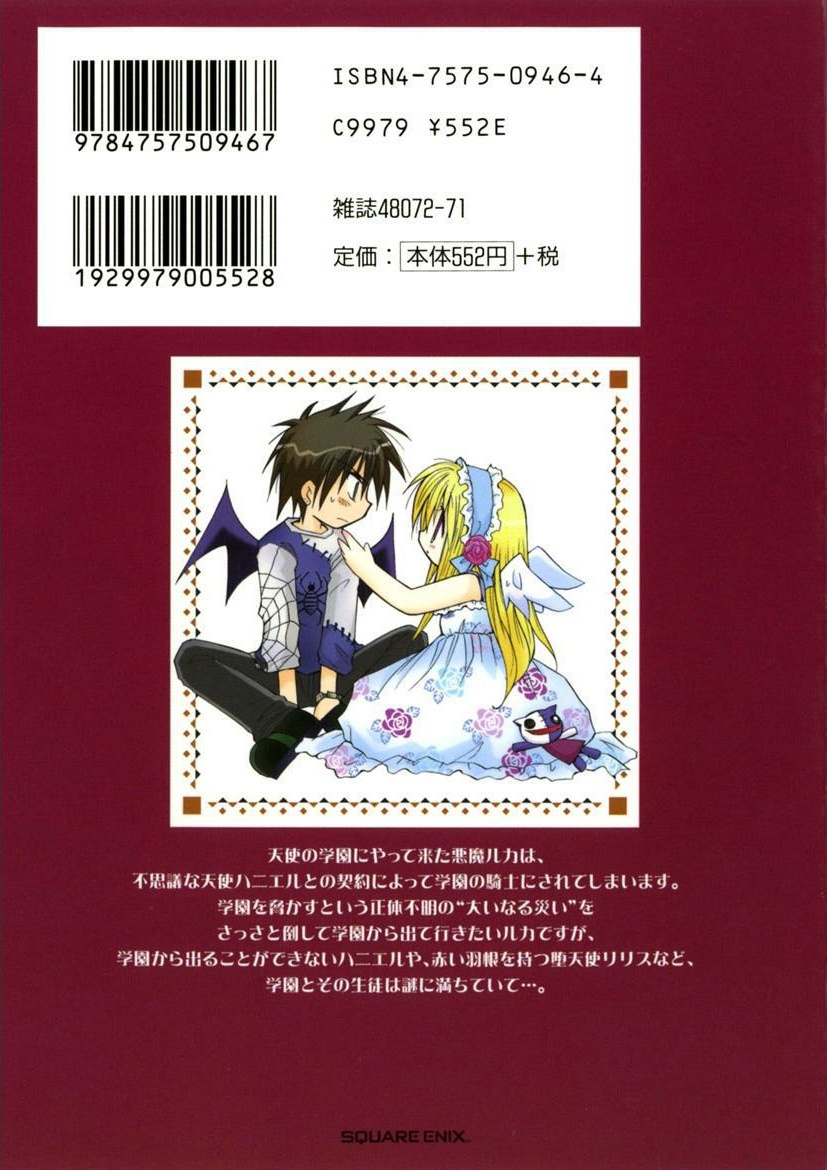 ISBN4-7575-0946-4
9784757509467
C9979 ¥552E
雑誌48072-71
1929979005528
定価：本体552円+税
天使の学園にやって来た悪魔ルカは、
不思議な天使ハニエルとの契約によって学園の騎士にされてしまいます。
学園を脅かすという正体不明の“大いなる災い”を
さっさと倒して学園から出て行きたいルカですが、
学園から出ることができないハニエルや、赤い羽根を持つ堕天使リリスなど、
学園とその生徒は謎に満ちていて…。
SQUARE ENIX.